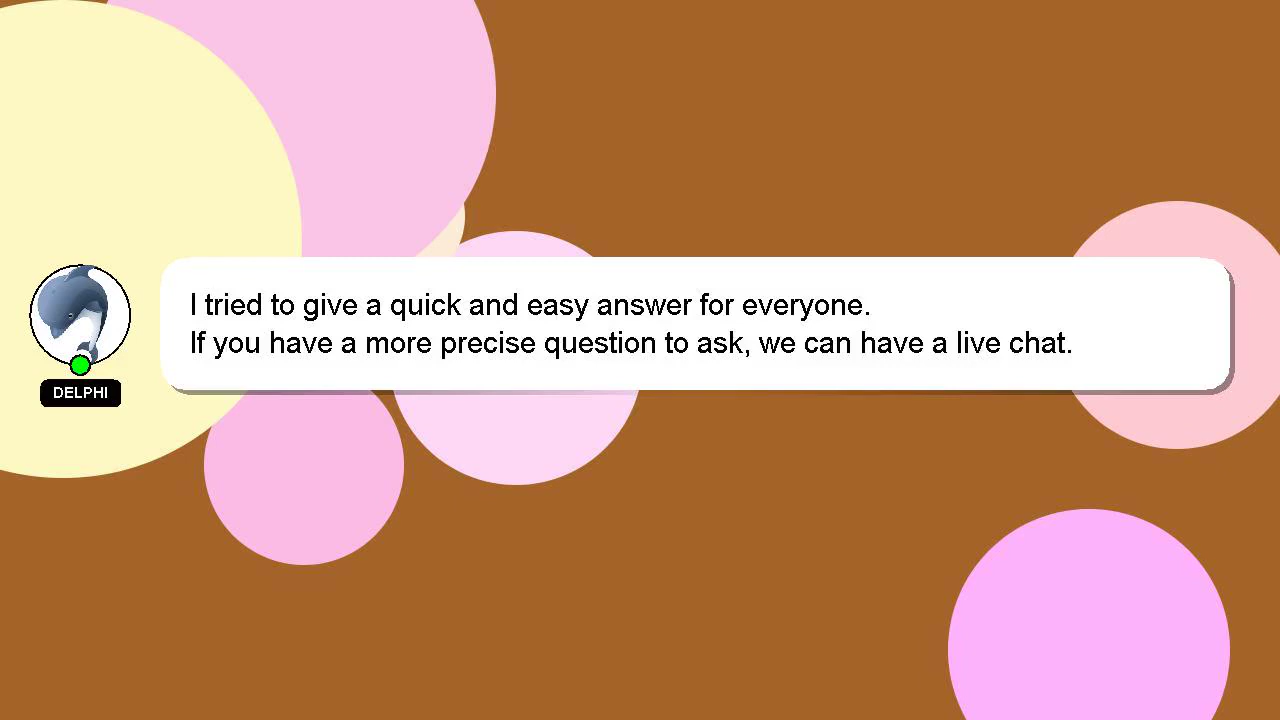 I tried to give a quick and easy answer for everyone.
If you have a more precise question to ask, we can have a live chat.
DELPHI